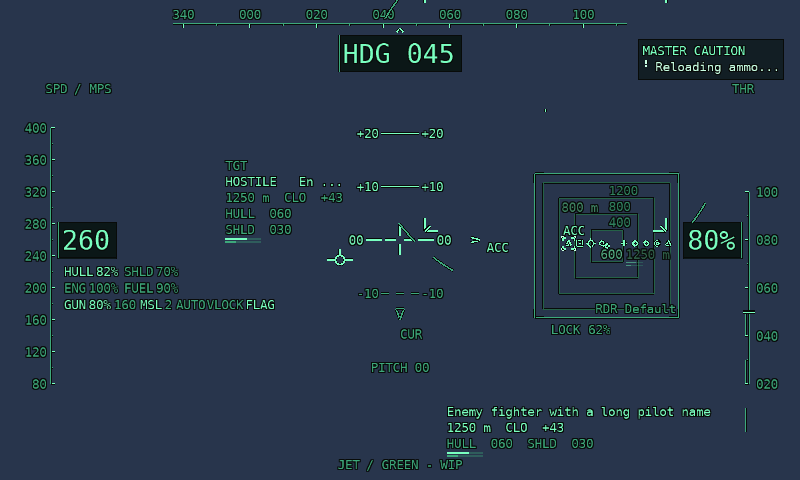 340 000 020 040 060 080 100
HDG 045
MASTER CAUTION
! Reloading ammo...
SPD / MPS
THR
400
360
320
280
240
200
160
120
80
260
HULL 82% SHLD 70%
ENG 100% FUEL 90%
GUN 80% 160 MSL 2 AUTO VLOCK FLAG
TGT
HOSTILE En ...
1250 m CLO +43
HULL 060
SHLD 030
+20 +20
+10 +10
00 00
-10 -10
ACC
CUR
PITCH 00
1200
800 m 800
400
ACC
600 1250 m
RDR Default
LOCK 62%
80%
100
080
060
040
020
Enemy fighter with a long pilot name
1250 m CLO +43
HULL 060 SHLD 030
JET / GREEN - WIP